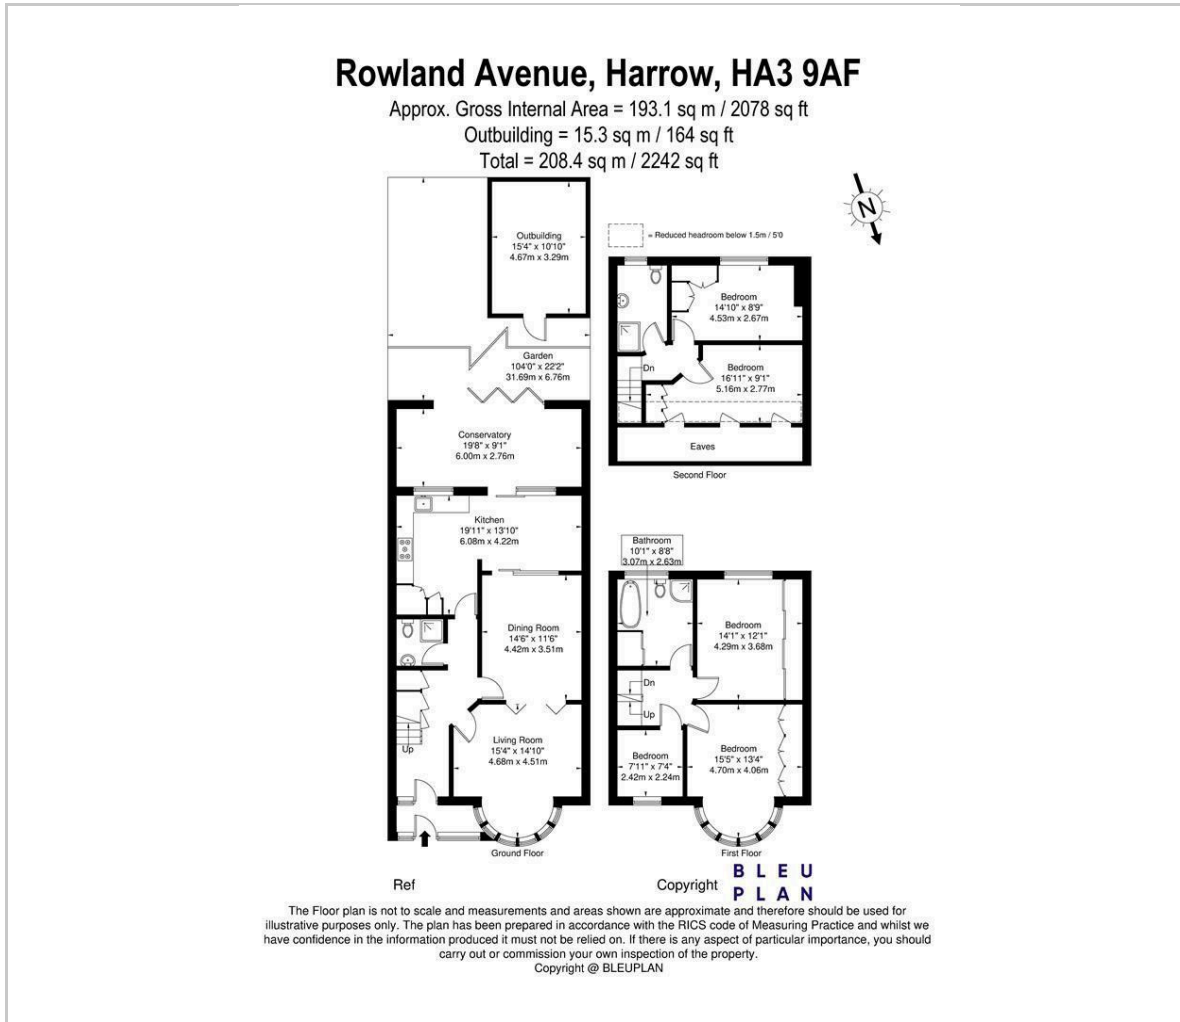 Rowland Avenue, Harrow, HA3 9AF
Approx. Gross Internal Area = 193.1 sq m / 2078 sq ft
Outbuilding = 15.3 sq m / 164 sq ft
Total = 208.4 sq m / 2242 sq ft
N
= Reduced headroom below 1.5m / 5'0
Outbuilding
15'4" x 10'10"
4.67m x 3.29m
Garden
104'0" x 22'2"
31.69m x 6.76m
Conservatory
19'8" x 9'1"
6.00m x 2.76m
Kitchen
19'11" x 13'10"
6.08m x 4.22m
Dining Room
14'6" x 11'6"
4.42m x 3.51m
Living Room
15'4" x 14'10"
4.68m x 4.51m
Up
Ground Floor
Bedroom
14'10" x 8'9"
4.53m x 2.67m
Dn
Bedroom
16'11" x 9'1"
5.16m x 2.77m
Eaves
Second Floor
Bathroom
10'1" x 8'8"
3.07m x 2.63m
Bedroom
14'1" x 12'1"
4.29m x 3.68m
Dn
Up
Bedroom
7'11" x 7'4"
2.42m x 2.24m
Bedroom
15'5" x 13'4"
4.70m x 4.06m
First Floor
Ref
Copyright
BLEU
PLAN
The Floor plan is not to scale and measurements and areas shown are approximate and therefore should be used for
illustrative purposes only. The plan has been prepared in accordance with the RICS code of Measuring Practice and whilst we
have confidence in the information produced it must not be relied on. If there is any aspect of particular importance, you should
carry out or commission your own inspection of the property.
Copyright @ BLEUPLAN